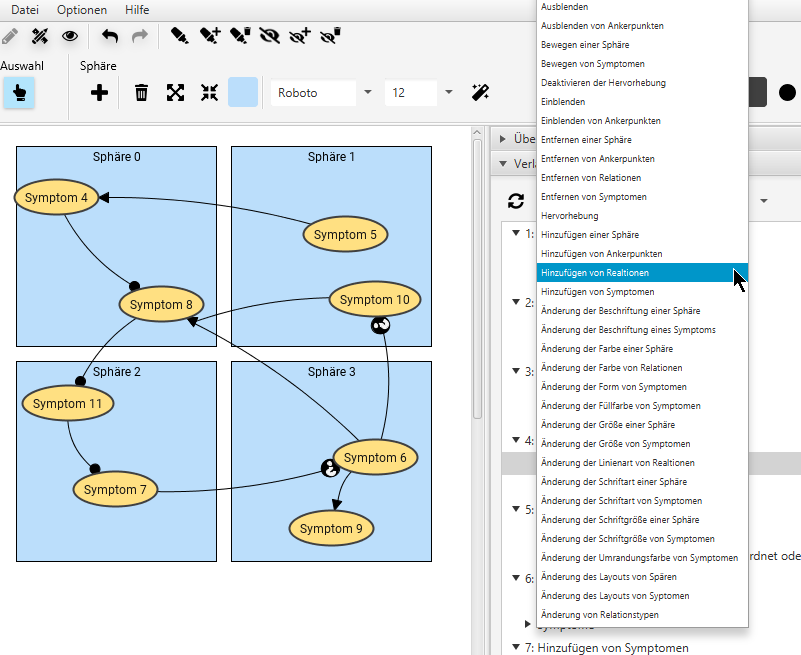 Datei Optionen Hilfe
Auswahl
Sphäre
Roboto
12
Sphäre 0
Sphäre 1
Symptom 4
Symptom 5
Symptom 8
Symptom 10
Sphäre 2
Sphäre 3
Symptom 11
Symptom 6
Symptom 7
Symptom 9
Ausblenden
Ausblenden von Ankerpunkten
Bewegen einer Sphäre
Bewegen von Symptomen
Deaktivieren der Hervorhebung
Einblenden
Einblenden von Ankerpunkten
Entfernen einer Sphäre
Entfernen von Ankerpunkten
Entfernen von Relationen
Entfernen von Symptomen
Hervorhebung
Hinzufügen einer Sphäre
Hinzufügen von Ankerpunkten
Hinzufügen von Realtionen
Hinzufügen von Symptomen
Änderung der Beschriftung einer Sphäre
Änderung der Beschriftung eines Symptoms
Änderung der Farbe einer Sphäre
Änderung der Farbe von Relationen
Änderung der Form von Symptomen
Änderung der Füllfarbe von Symptomen
Änderung der Größe einer Sphäre
Änderung der Größe von Symptomen
Änderung der Linienart von Realtionen
Änderung der Schriftart einer Sphäre
Änderung der Schriftart von Symptomen
Änderung der Schriftgröße einer Sphäre
Änderung der Schriftgröße von Symptomen
Änderung der Umrandungsfarbe von Symptomen
Änderung des Layouts von Spären
Änderung des Layouts von Syptomen
Änderung von Relationstypen
1:
2:
3:
4:
5:
rdnet ode
6:
7: Hinzufügen von Symptomen